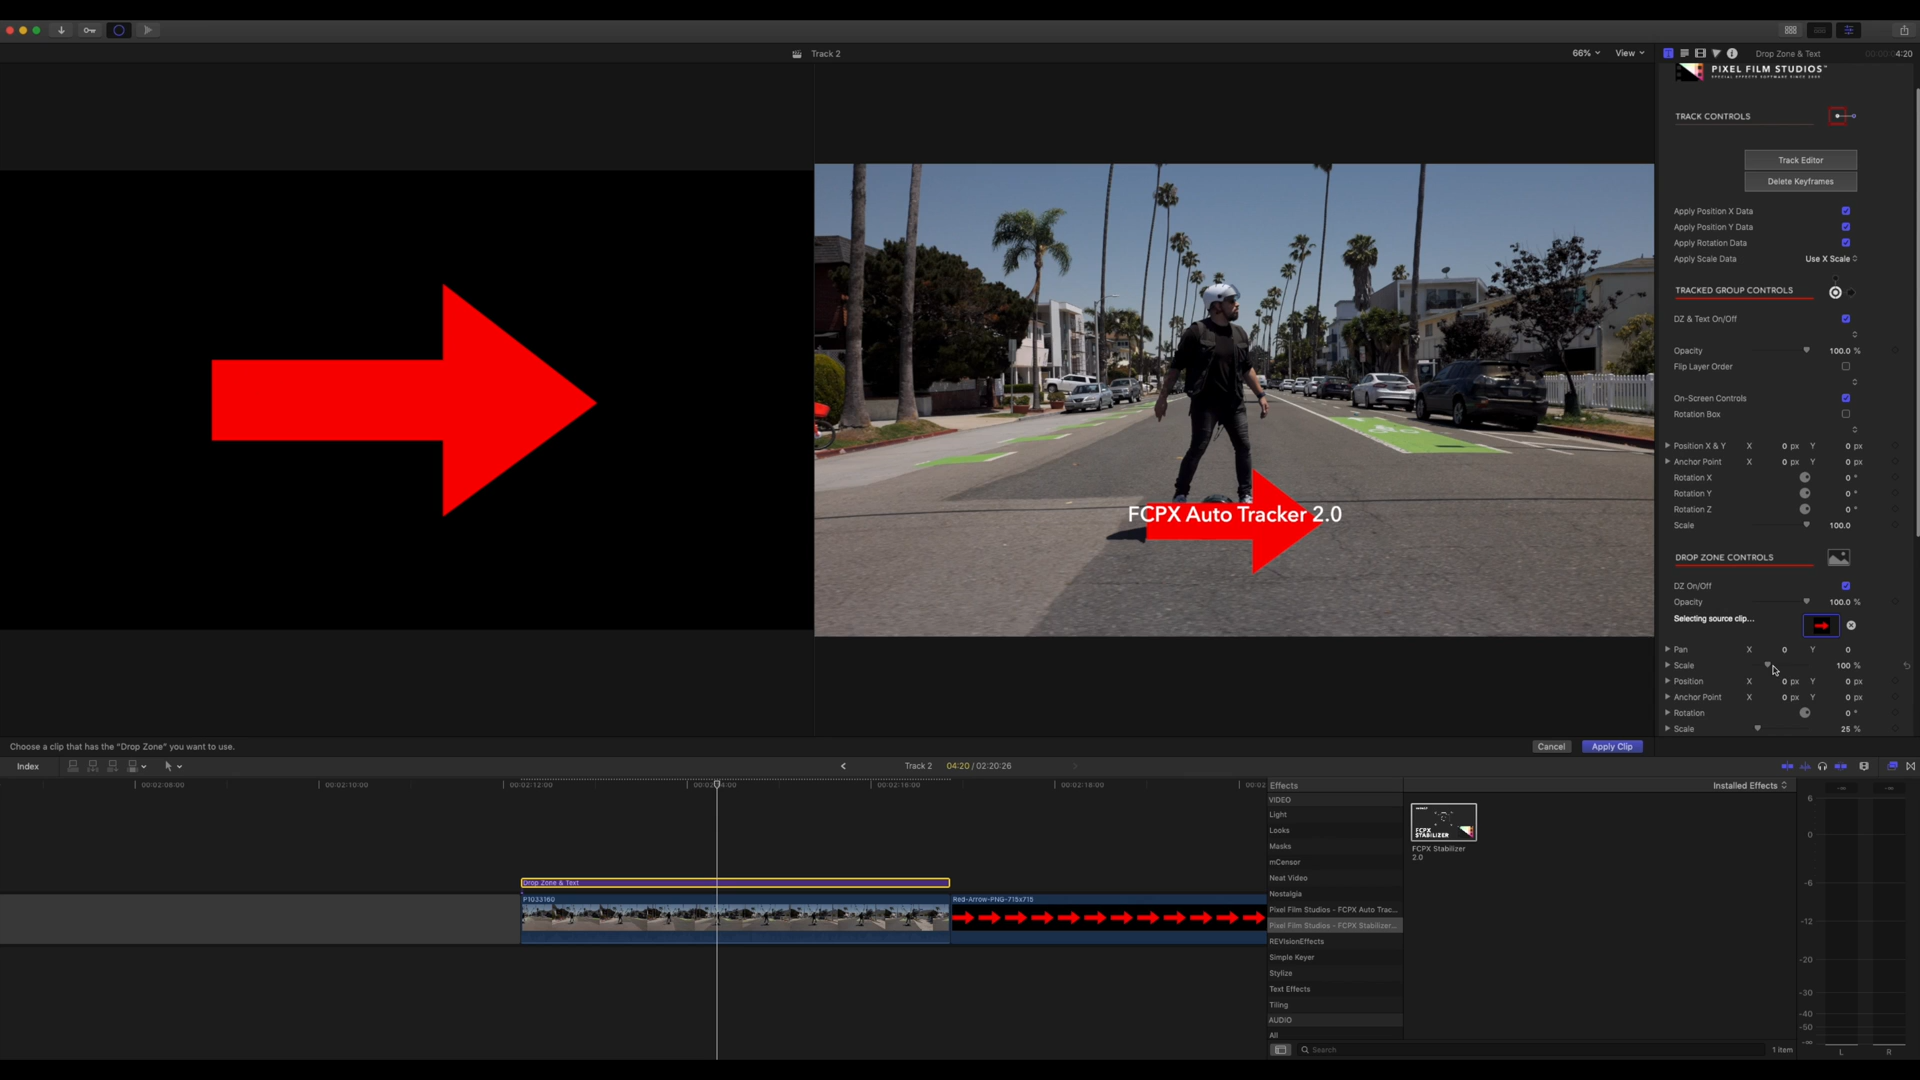 Track 2
66%
View
Drop Zone & Text
4:20
PIXEL FILM STUDIOS™
SPECIAL EFFECTS SOFTWARE SINCE 2006
TRACK CONTROLS
Track Editor
Delete Keyframes
Apply Position X Data
Apply Position Y Data
Apply Rotation Data
Apply Scale Data Use X Scale
TRACKED GROUP CONTROLS
DZ & Text On/Off
Opacity 100.0 %
Flip Layer Order
On-Screen Controls
Rotation Box
Position X & Y X 0 px Y 0 px
Anchor Point X 0 px Y 0 px
Rotation X 0 °
Rotation Y 0 °
Rotation Z 0 °
Scale 100.0
DROP ZONE CONTROLS
DZ On/Off
Opacity 100.0 %
Selecting source clip...
Pan X 0 Y 0
Scale 100 %
Position X 0 px Y 0 px
Anchor Point X 0 px Y 0 px
Rotation 0 °
Scale 25 %
FCPX Auto Tracker 2.0
Choose a clip that has the “Drop Zone” you want to use.
Cancel
Apply Clip
Index
Track 2
04:20 / 02:20:26
00:02:08:00
00:02:10:00
00:02:12:00
00:02:16:00
00:02:18:00
00:02
Drop Zone & Text
P1033160
Red-Arrow-PNG-715x715
Effects
Installed Effects
VIDEO
Light
Looks
Masks
mCensor
Neat Video
Nostalgia
Pixel Film Studios - FCPX Auto Trac...
Pixel Film Studios - FCPX Stabilizer...
REVisionEffects
Simple Keyer
Stylize
Text Effects
Tiling
AUDIO
All
FCPX
STABILIZER
FCPX Stabilizer
2.0
Search
1 item
6
0
-6
-12
-20
-30
-40
-50
-∞
L
R